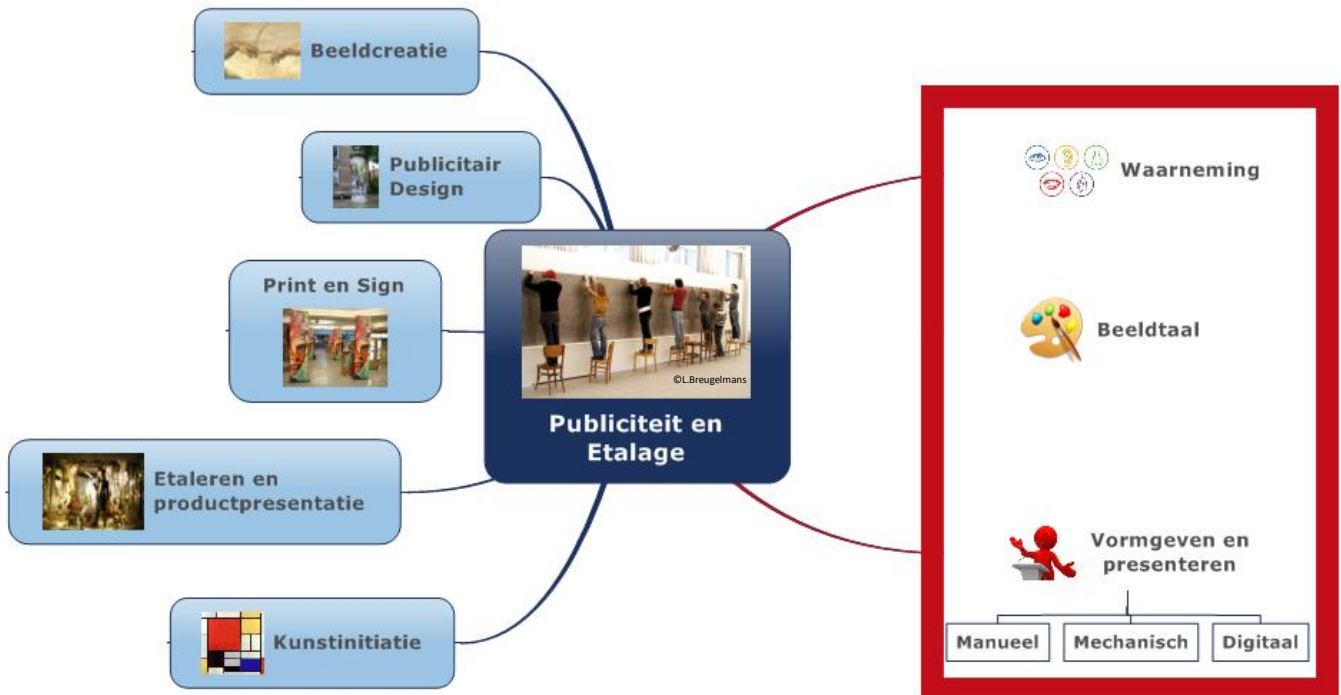 Beeldcreatie
Publicitair
Design
Print en Sign
Etaleren en
productpresentatie
Kunstinitiatie
©L.Breugelmans
Publiciteit en
Etalage
Waarneming
Beeldtaal
Vormgeven en
presenteren
Manueel
Mechanisch
Digitaal